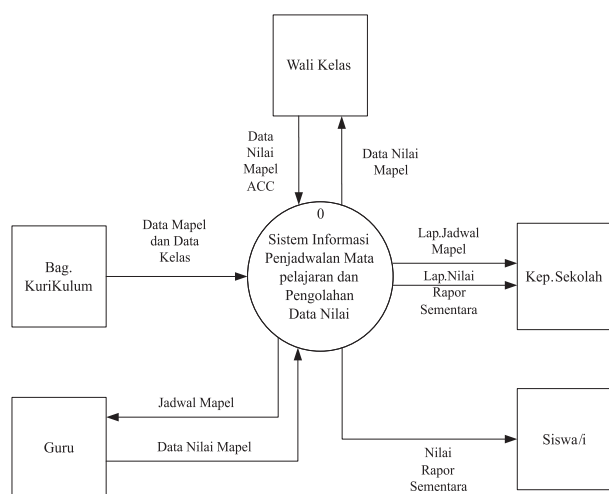 Wali Kelas
Data
Nilai
Mapel
ACC
Data Nilai
Mapel
0
Sistem Informasi
Penjadwalan Mata
pelajaran dan
Pengolahan
Data Nilai
Data Mapel
dan Data
Kelas
Bag.
KuriKulum
Lap.Jadwal
Mapel
Lap.Nilai
Rapor
Sementara
Kep.Sekolah
Jadwal Mapel
Guru
Data Nilai Mapel
Nilai
Rapor
Sementara
Siswa/i